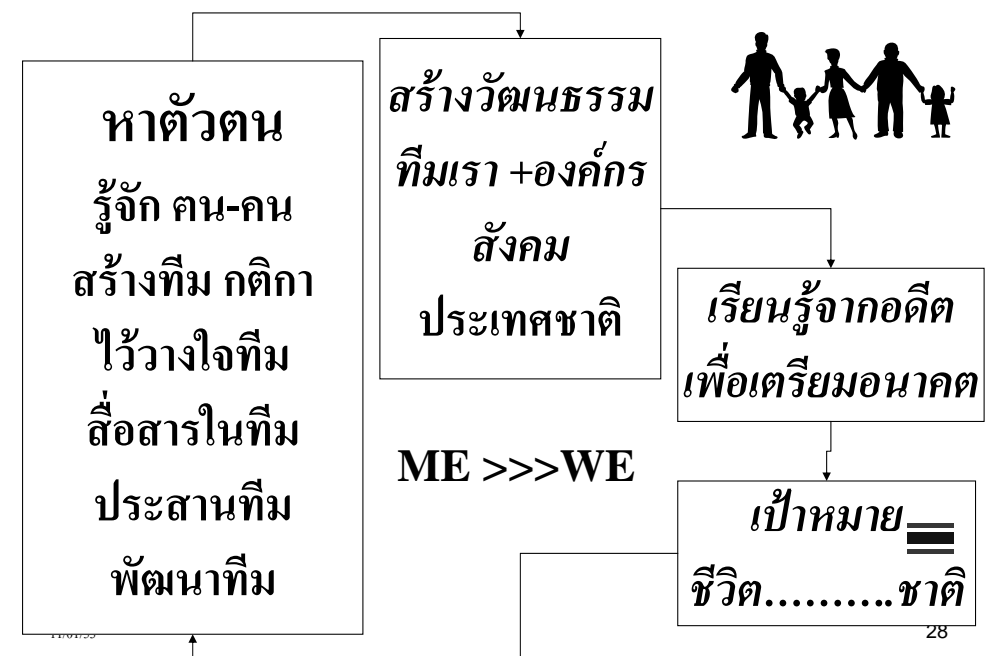 หาตัวตน
รู้จัก ตน-คน
สร้างทีม กติกา
ไว้วางใจทีม
สื่อสารในทีม
ประสานทีม
พัฒนาทีม
สร้างวัฒนธรรม
ทีมเรา +องค์กร
สังคม
ประเทศชาติ
เรียนรู้จากอดีต
เพื่อเตรียมอนาคต
ME >>>WE
เป้าหมาย
ชีวิต...........ชาติ
28